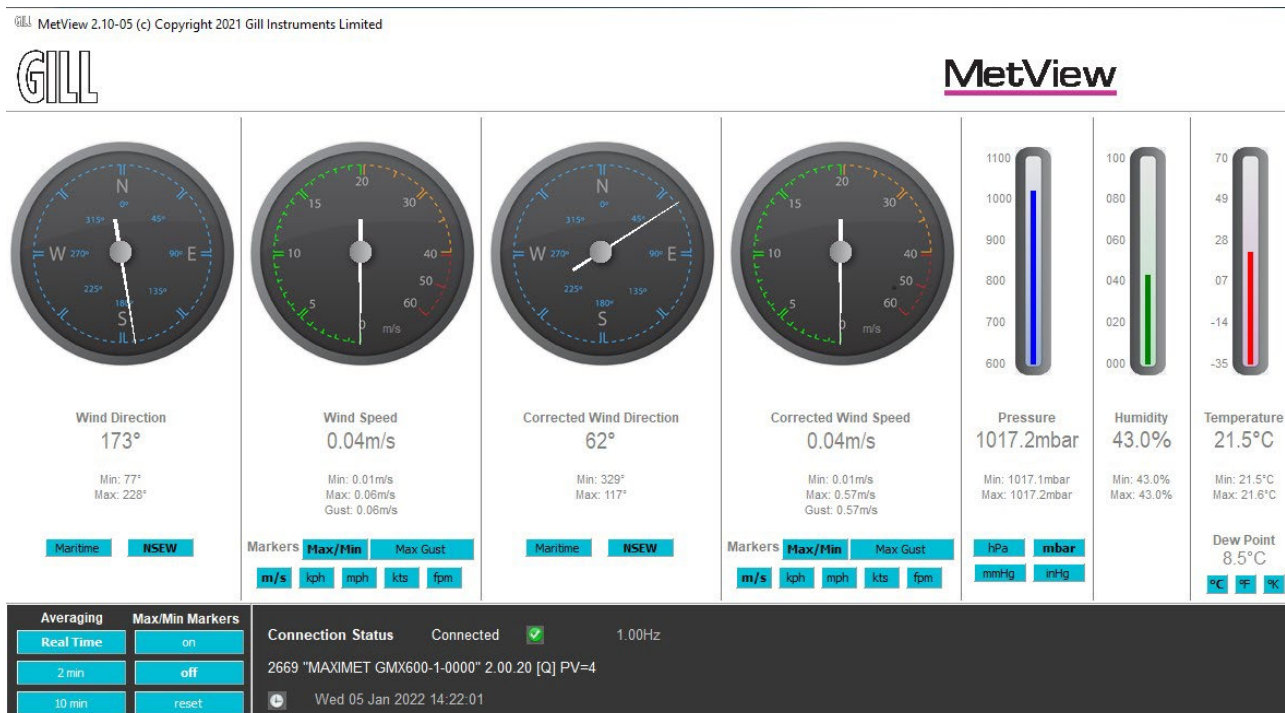 GILL MetView 2.10-05 (c) Copyright 2021 Gill Instruments Limited
GILL
MetView
N
0°
45°
90° E
135°
180°
S
225°
W 270°
315°
0
5
10
15
20
30
40
50
60
m/s
N
0°
45°
90° E
135°
180°
S
225°
W 270°
315°
0
5
10
15
20
30
40
50
60
m/s
1100
1000
900
800
700
600
100
080
060
040
020
000
70
49
28
07
-14
-35
Wind Direction
173°
Min: 77°
Max: 228°
Maritime NSEW
Wind Speed
0.04m/s
Min: 0.01m/s
Max: 0.06m/s
Gust: 0.06m/s
Markers Max/Min Max Gust
m/s kph mph kts fpm
Corrected Wind Direction
62°
Min: 329°
Max: 117°
Maritime NSEW
Corrected Wind Speed
0.04m/s
Min: 0.01m/s
Max: 0.57m/s
Gust: 0.57m/s
Markers Max/Min Max Gust
m/s kph mph kts fpm
Pressure
1017.2mbar
Min: 1017.1mbar
Max: 1017.2mbar
hPa mbar
mmHg inHg
Humidity
43.0%
Min: 43.0%
Max: 43.0%
Temperature
21.5°C
Min: 21.5°C
Max: 21.6°C
Dew Point
8.5°C
°C °F °K
Averaging
Real Time
2 min
10 min
Max/Min Markers
on
off
reset
Connection Status Connected 1.00Hz
2669 "MAXIMET GMX600-1-0000" 2.00.20 [Q] PV=4
Wed 05 Jan 2022 14:22:01